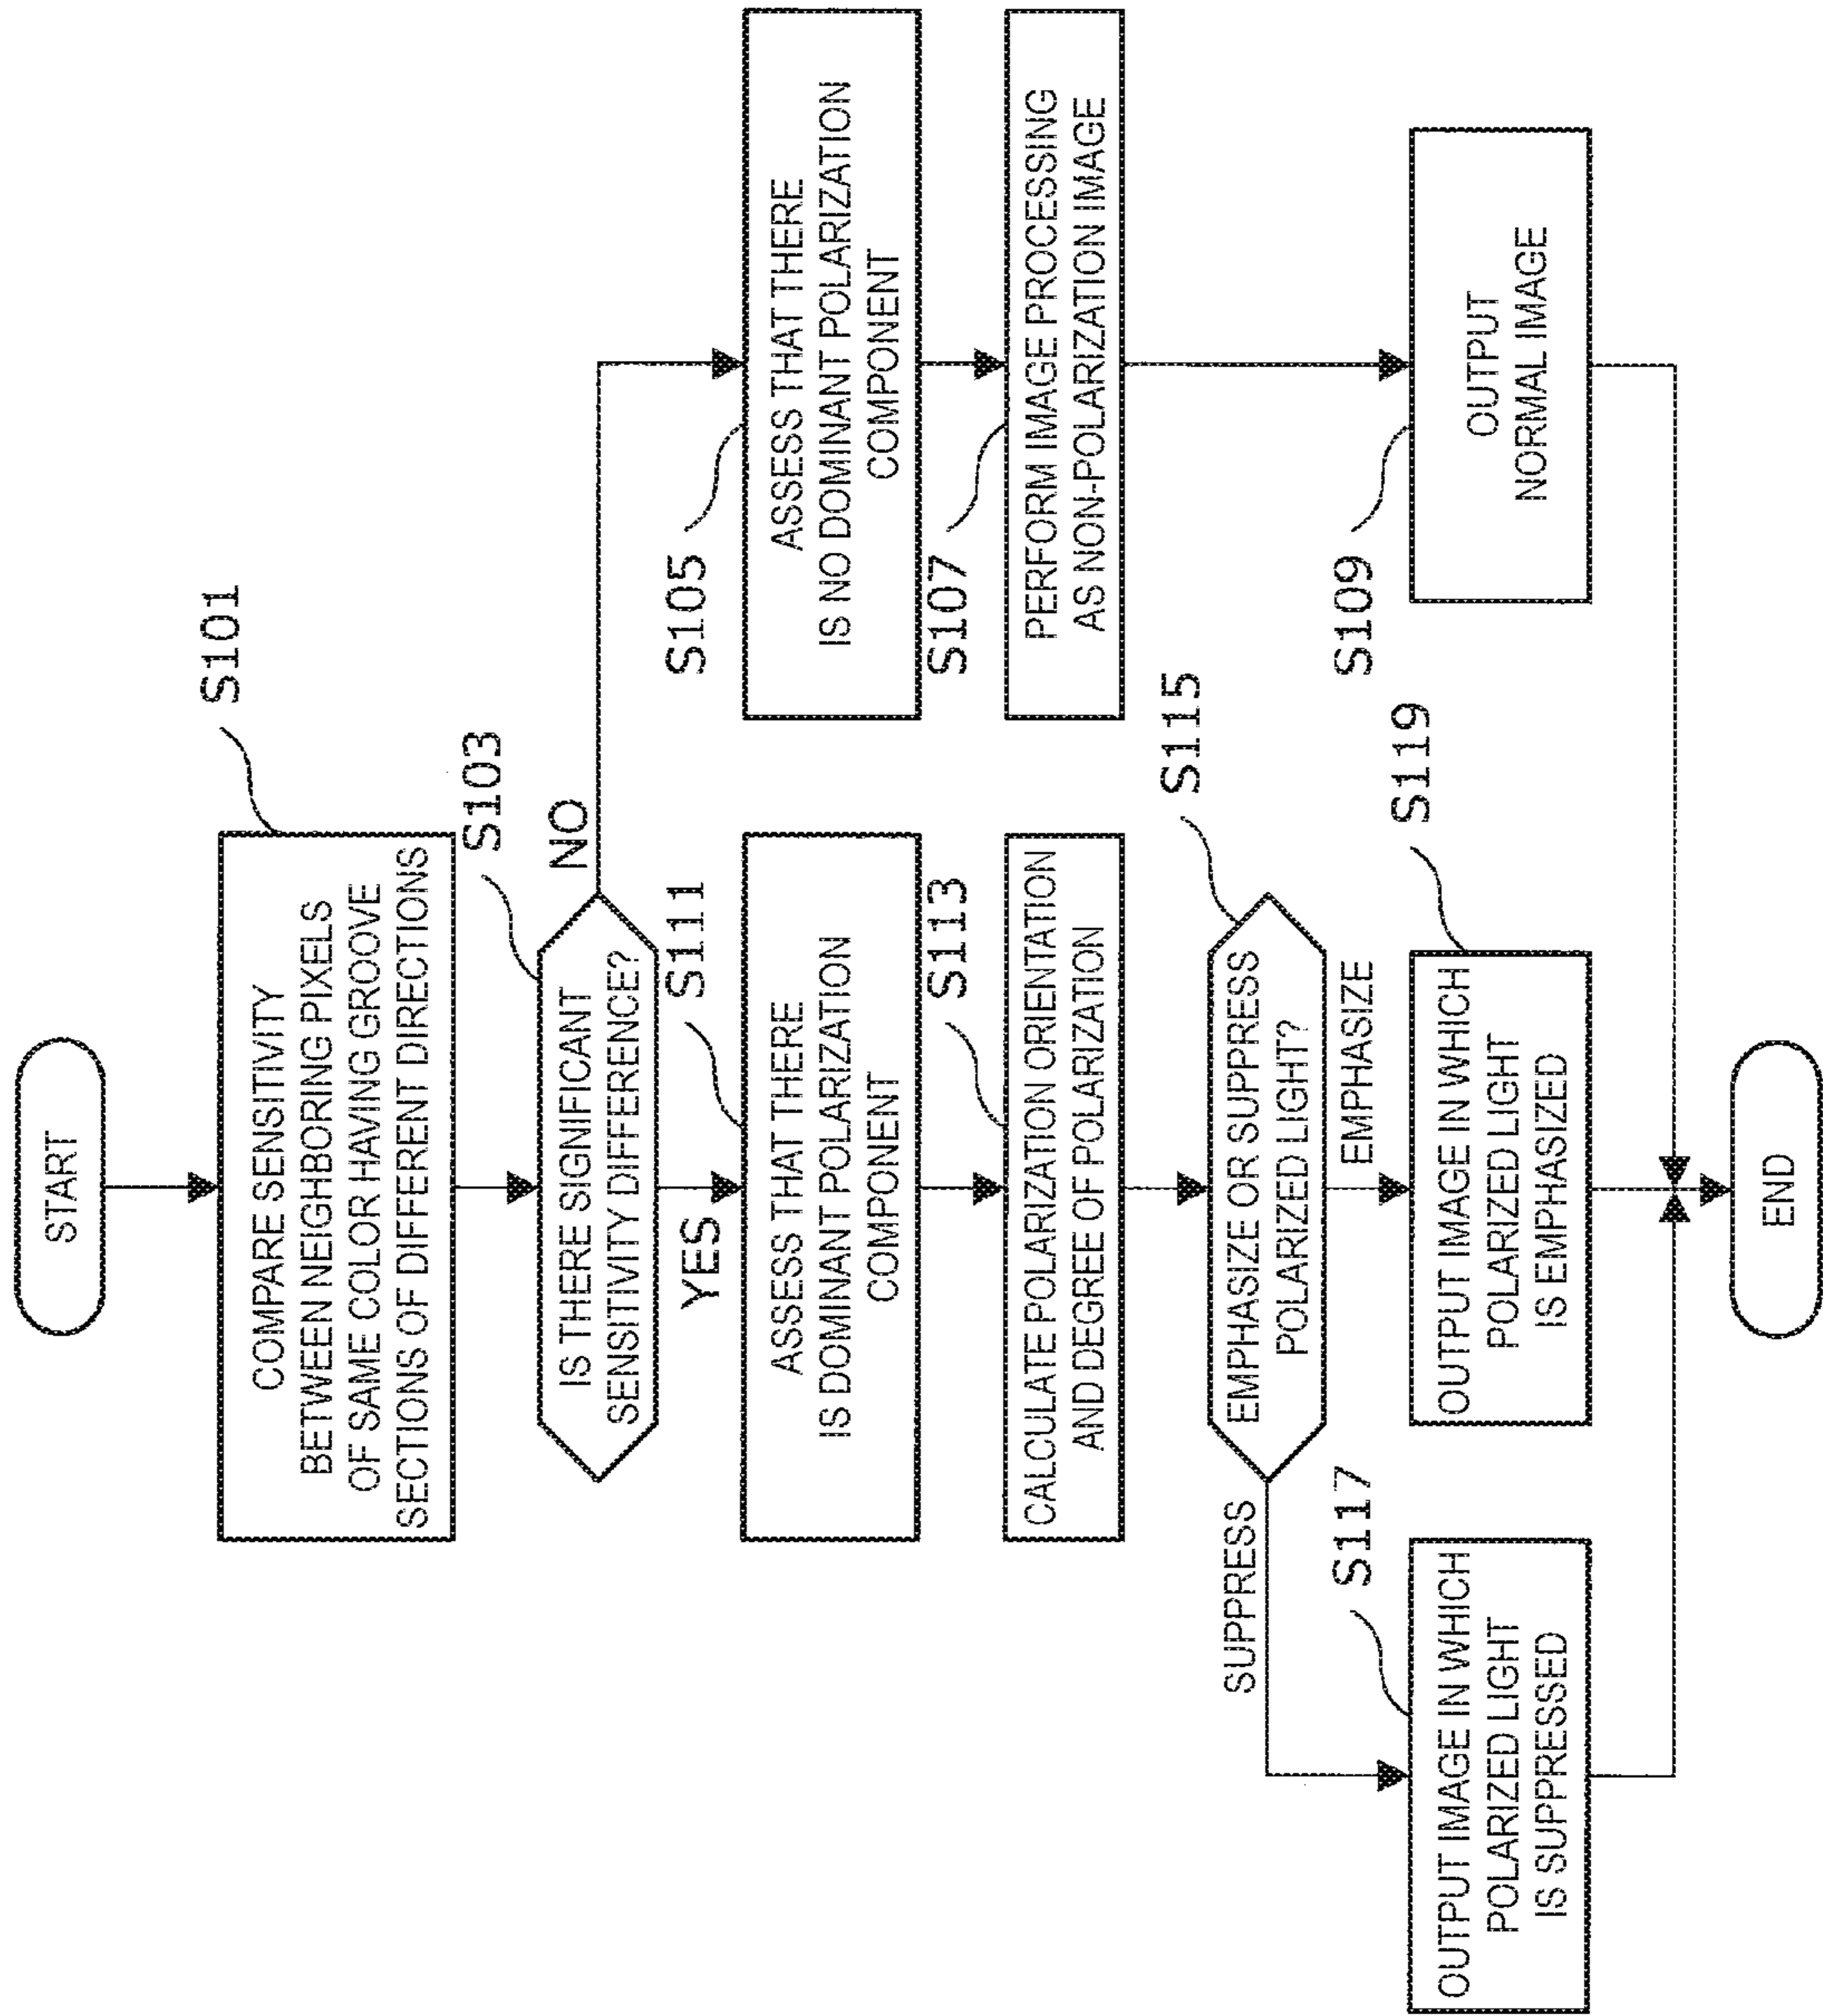 START
S101
COMPARE SENSITIVITY
BETWEEN NEIGHBORING PIXELS
OF SAME COLOR HAVING GROOVE
SECTIONS OF DIFFERENT DIRECTIONS
S103
IS THERE SIGNIFICANT
SENSITIVITY DIFFERENCE?
NO
YES
S105
ASSESS THAT THERE
IS NO DOMINANT POLARIZATION
COMPONENT
S107
PERFORM IMAGE PROCESSING
AS NON-POLARIZATION IMAGE
S109
OUTPUT
NORMAL IMAGE
S111
ASSESS THAT THERE
IS DOMINANT POLARIZATION
COMPONENT
S113
CALCULATE POLARIZATION ORIENTATION
AND DEGREE OF POLARIZATION
S115
EMPHASIZE OR SUPPRESS
POLARIZED LIGHT?
SUPPRESS
EMPHASIZE
S117
OUTPUT IMAGE IN WHICH
POLARIZED LIGHT
IS SUPPRESSED
S119
OUTPUT IMAGE IN WHICH
POLARIZED LIGHT
IS EMPHASIZED
END